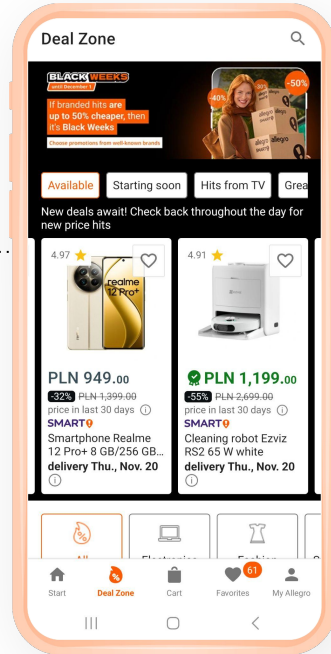 Deal Zone
BLACK WEEKS
until December 1
If branded hits are
up to 50% cheaper, then
it's Black Weeks
Choose promotions from well-known brands
-40%
-30%
-50%
allegro
allegro
Available
Starting soon
Hits from TV
Grea
New deals await! Check back throughout the day for
new price hits
4.97
realme
12 Pro+
PLN 949.00
-32% PLN 1,399.00
price in last 30 days
SMART
Smartphone Realme
12 Pro+ 8 GB/256 GB...
delivery Thu., Nov. 20
4.91
PLN 1,199.00
-55% PLN 2,699.00
price in last 30 days
SMART
Cleaning robot Ezviz
RS2 65 W white
delivery Thu., Nov. 20
All
Electronics
Fashion
Start
Deal Zone
Cart
61
Favorites
My Allegro